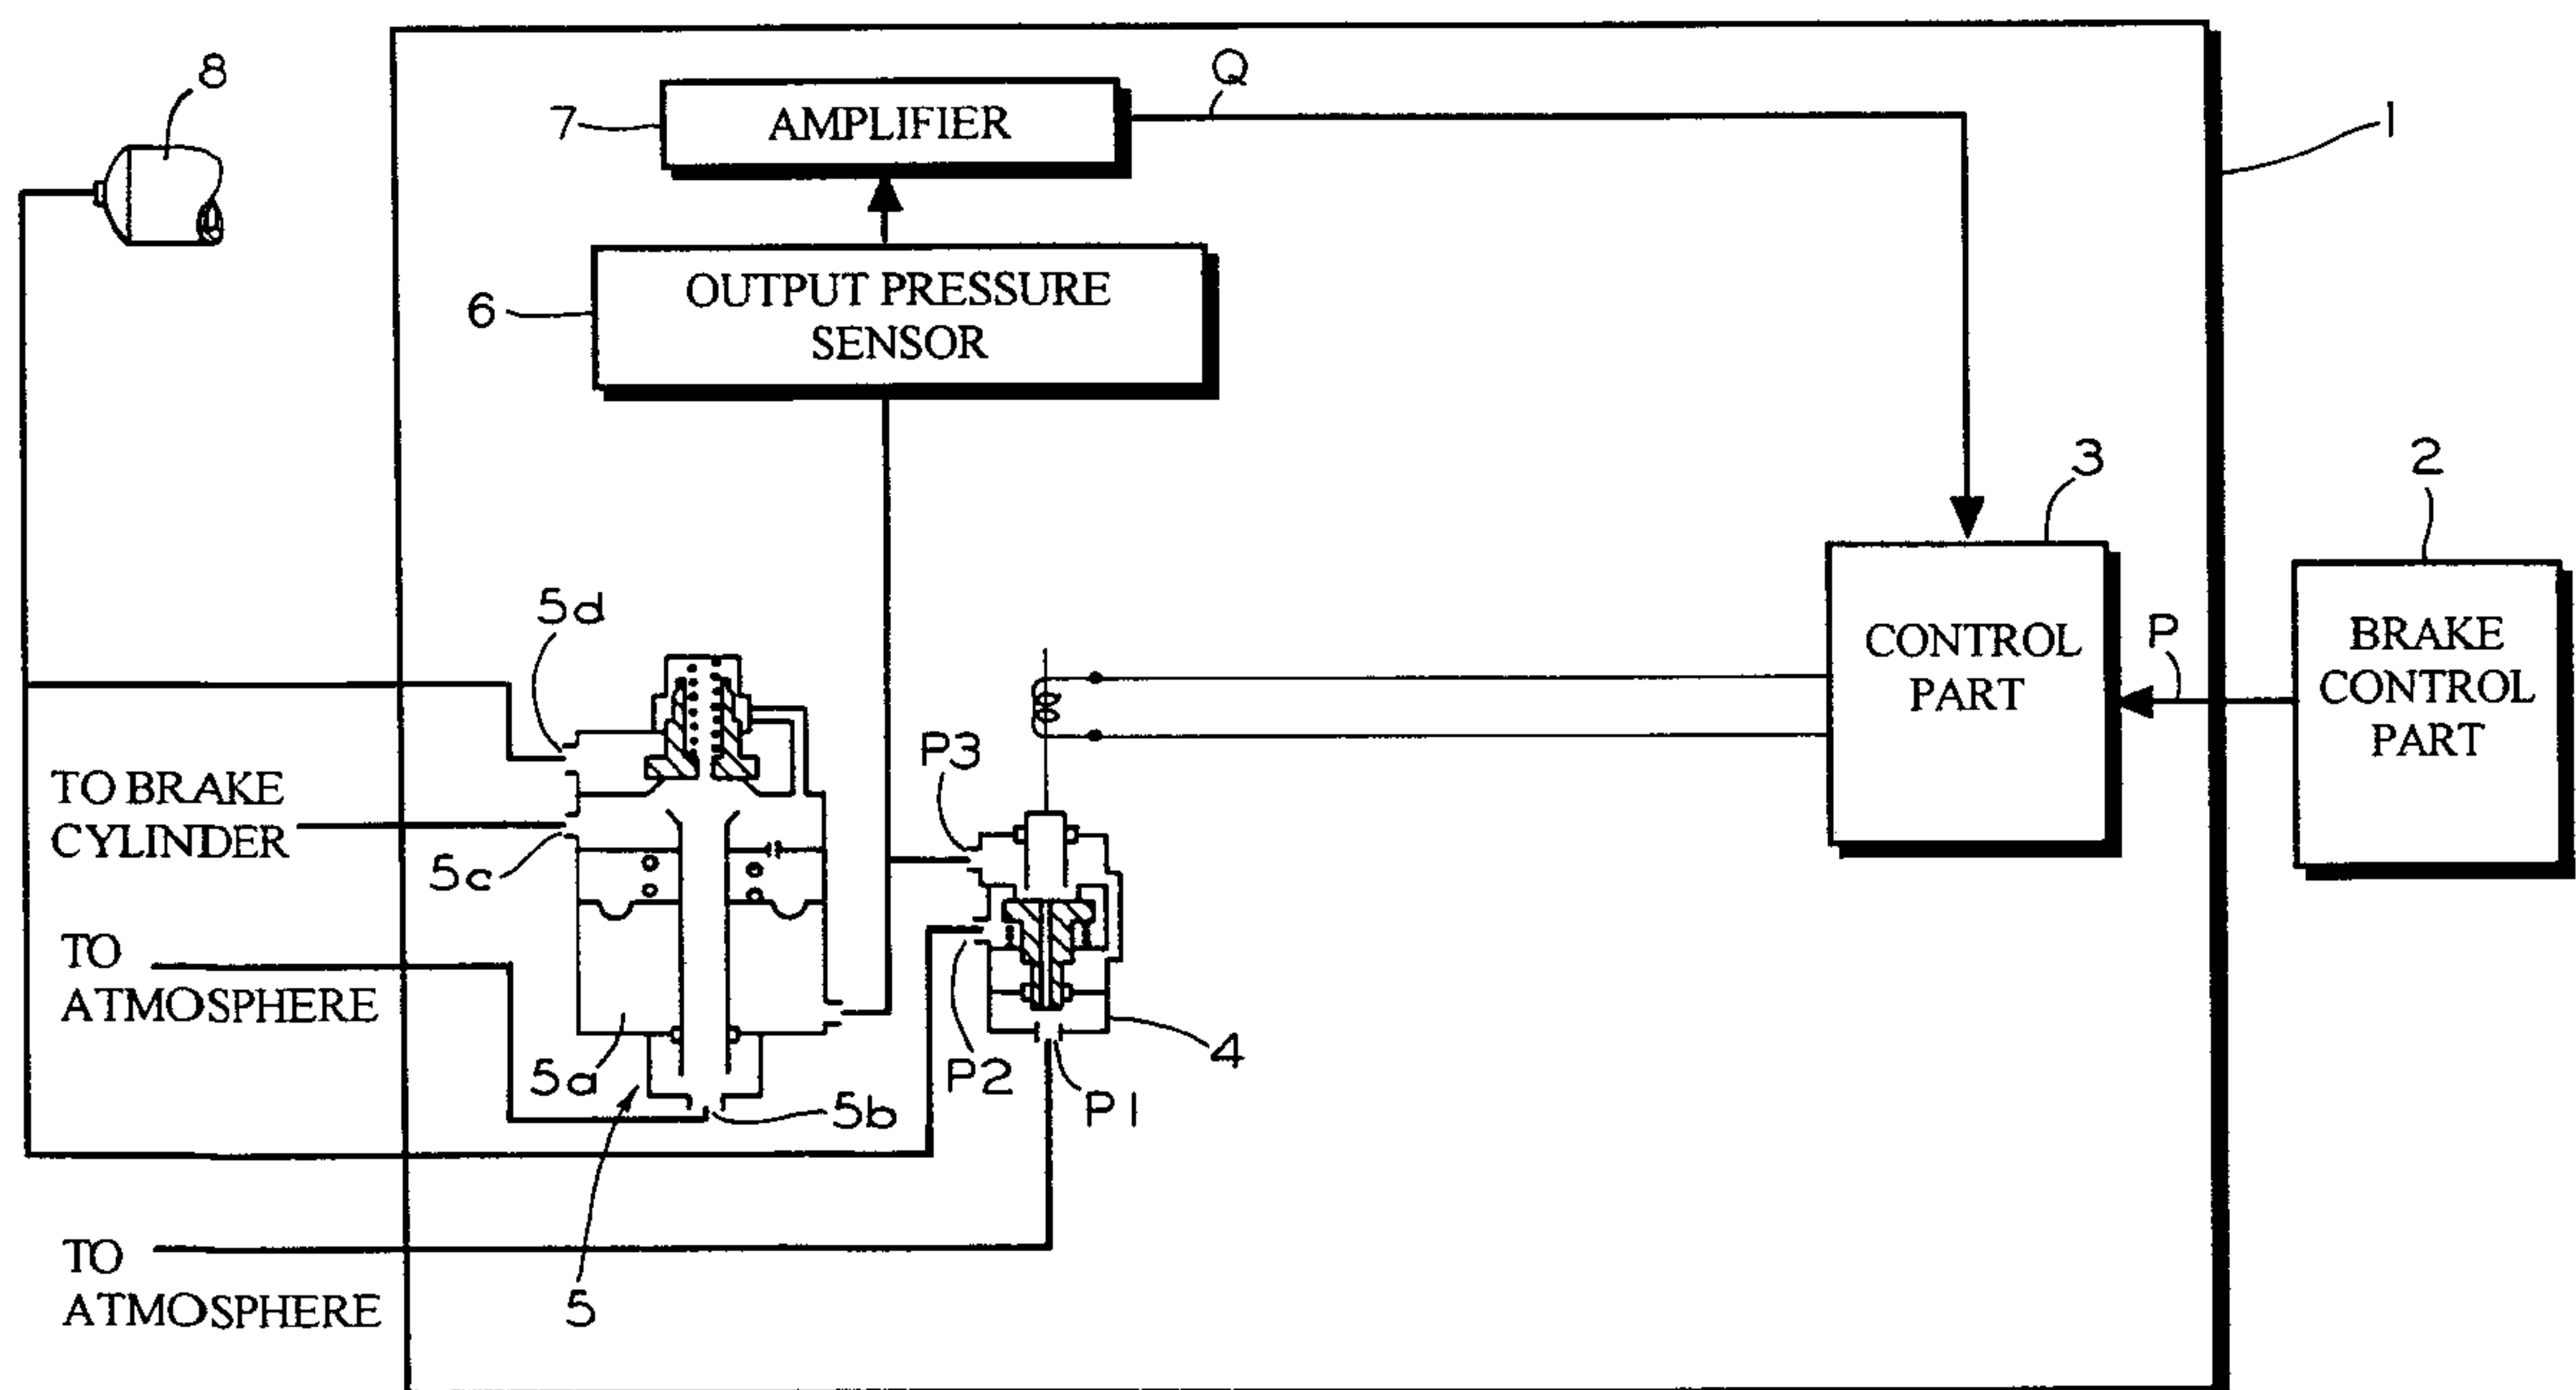 8
7
AMPLIFIER
Q
1
6
OUTPUT PRESSURE
SENSOR
3
2
5d
CONTROL
PART
P
BRAKE
CONTROL
PART
P3
TO BRAKE
CYLINDER
5c
TO
ATMOSPHERE
5a
5b
P2
P1
4
TO
ATMOSPHERE
5